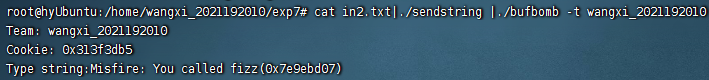 root@hyUbuntu:/home/wangxi_2021192010/exp7# cat in2.txt|./sendstring |./bufbomb -t wangxi_2021192010
Team: wangxi_2021192010
Cookie: 0x313f3db5
Type string:Misfire: You called fizz(0x7e9ebd07)